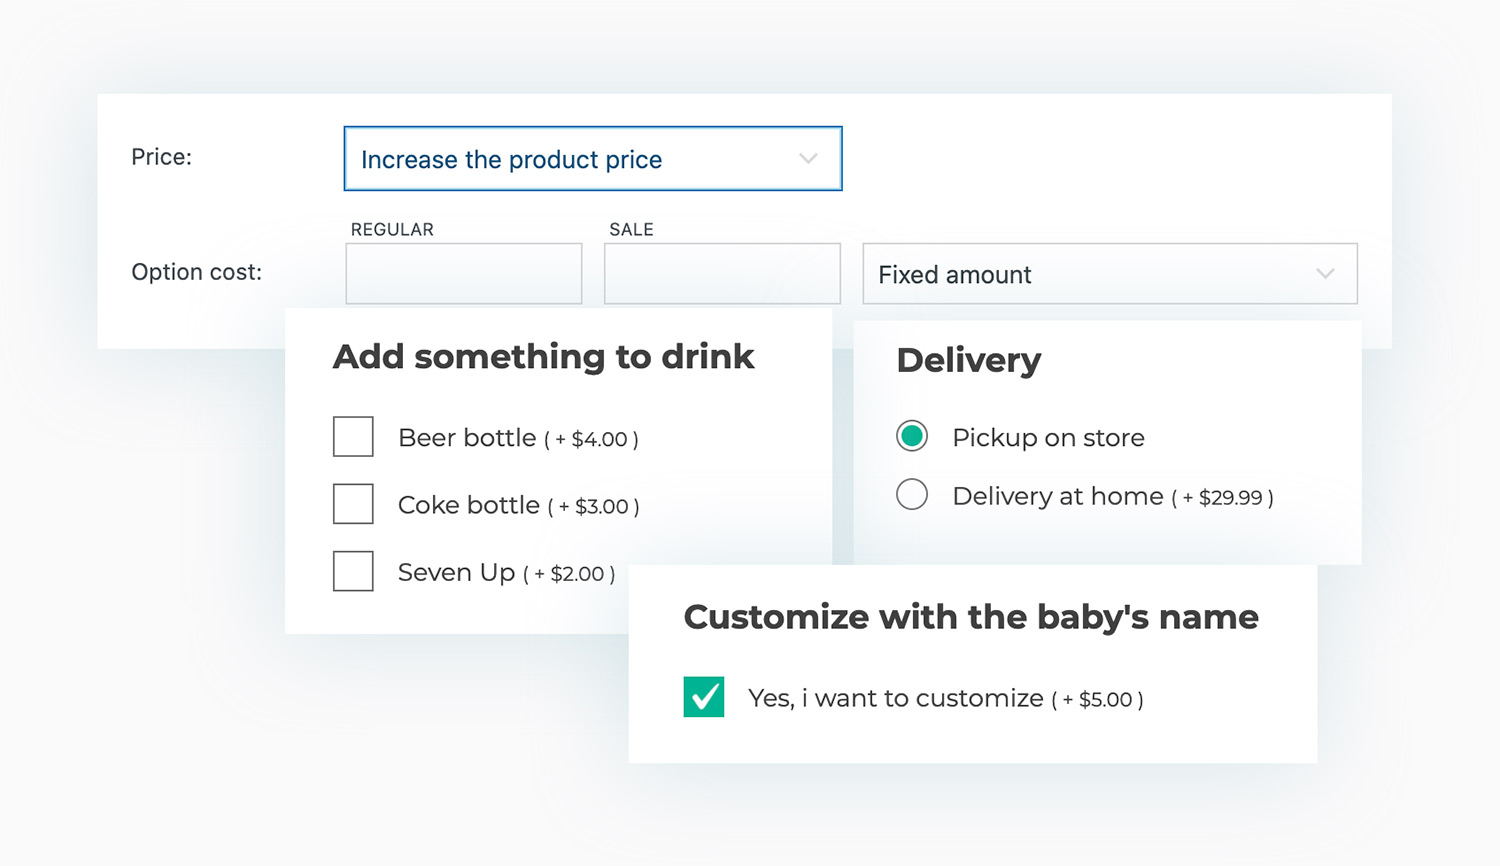 Price:
Increase the product price
REGULAR
SALE
Option cost:
Fixed amount
Add something to drink
Beer bottle ( + $4.00 )
Coke bottle ( + $3.00 )
Seven Up ( + $2.00 )
Delivery
Pickup on store
Delivery at home ( + $29.99 )
Customize with the baby's name
Yes, i want to customize ( + $5.00 )